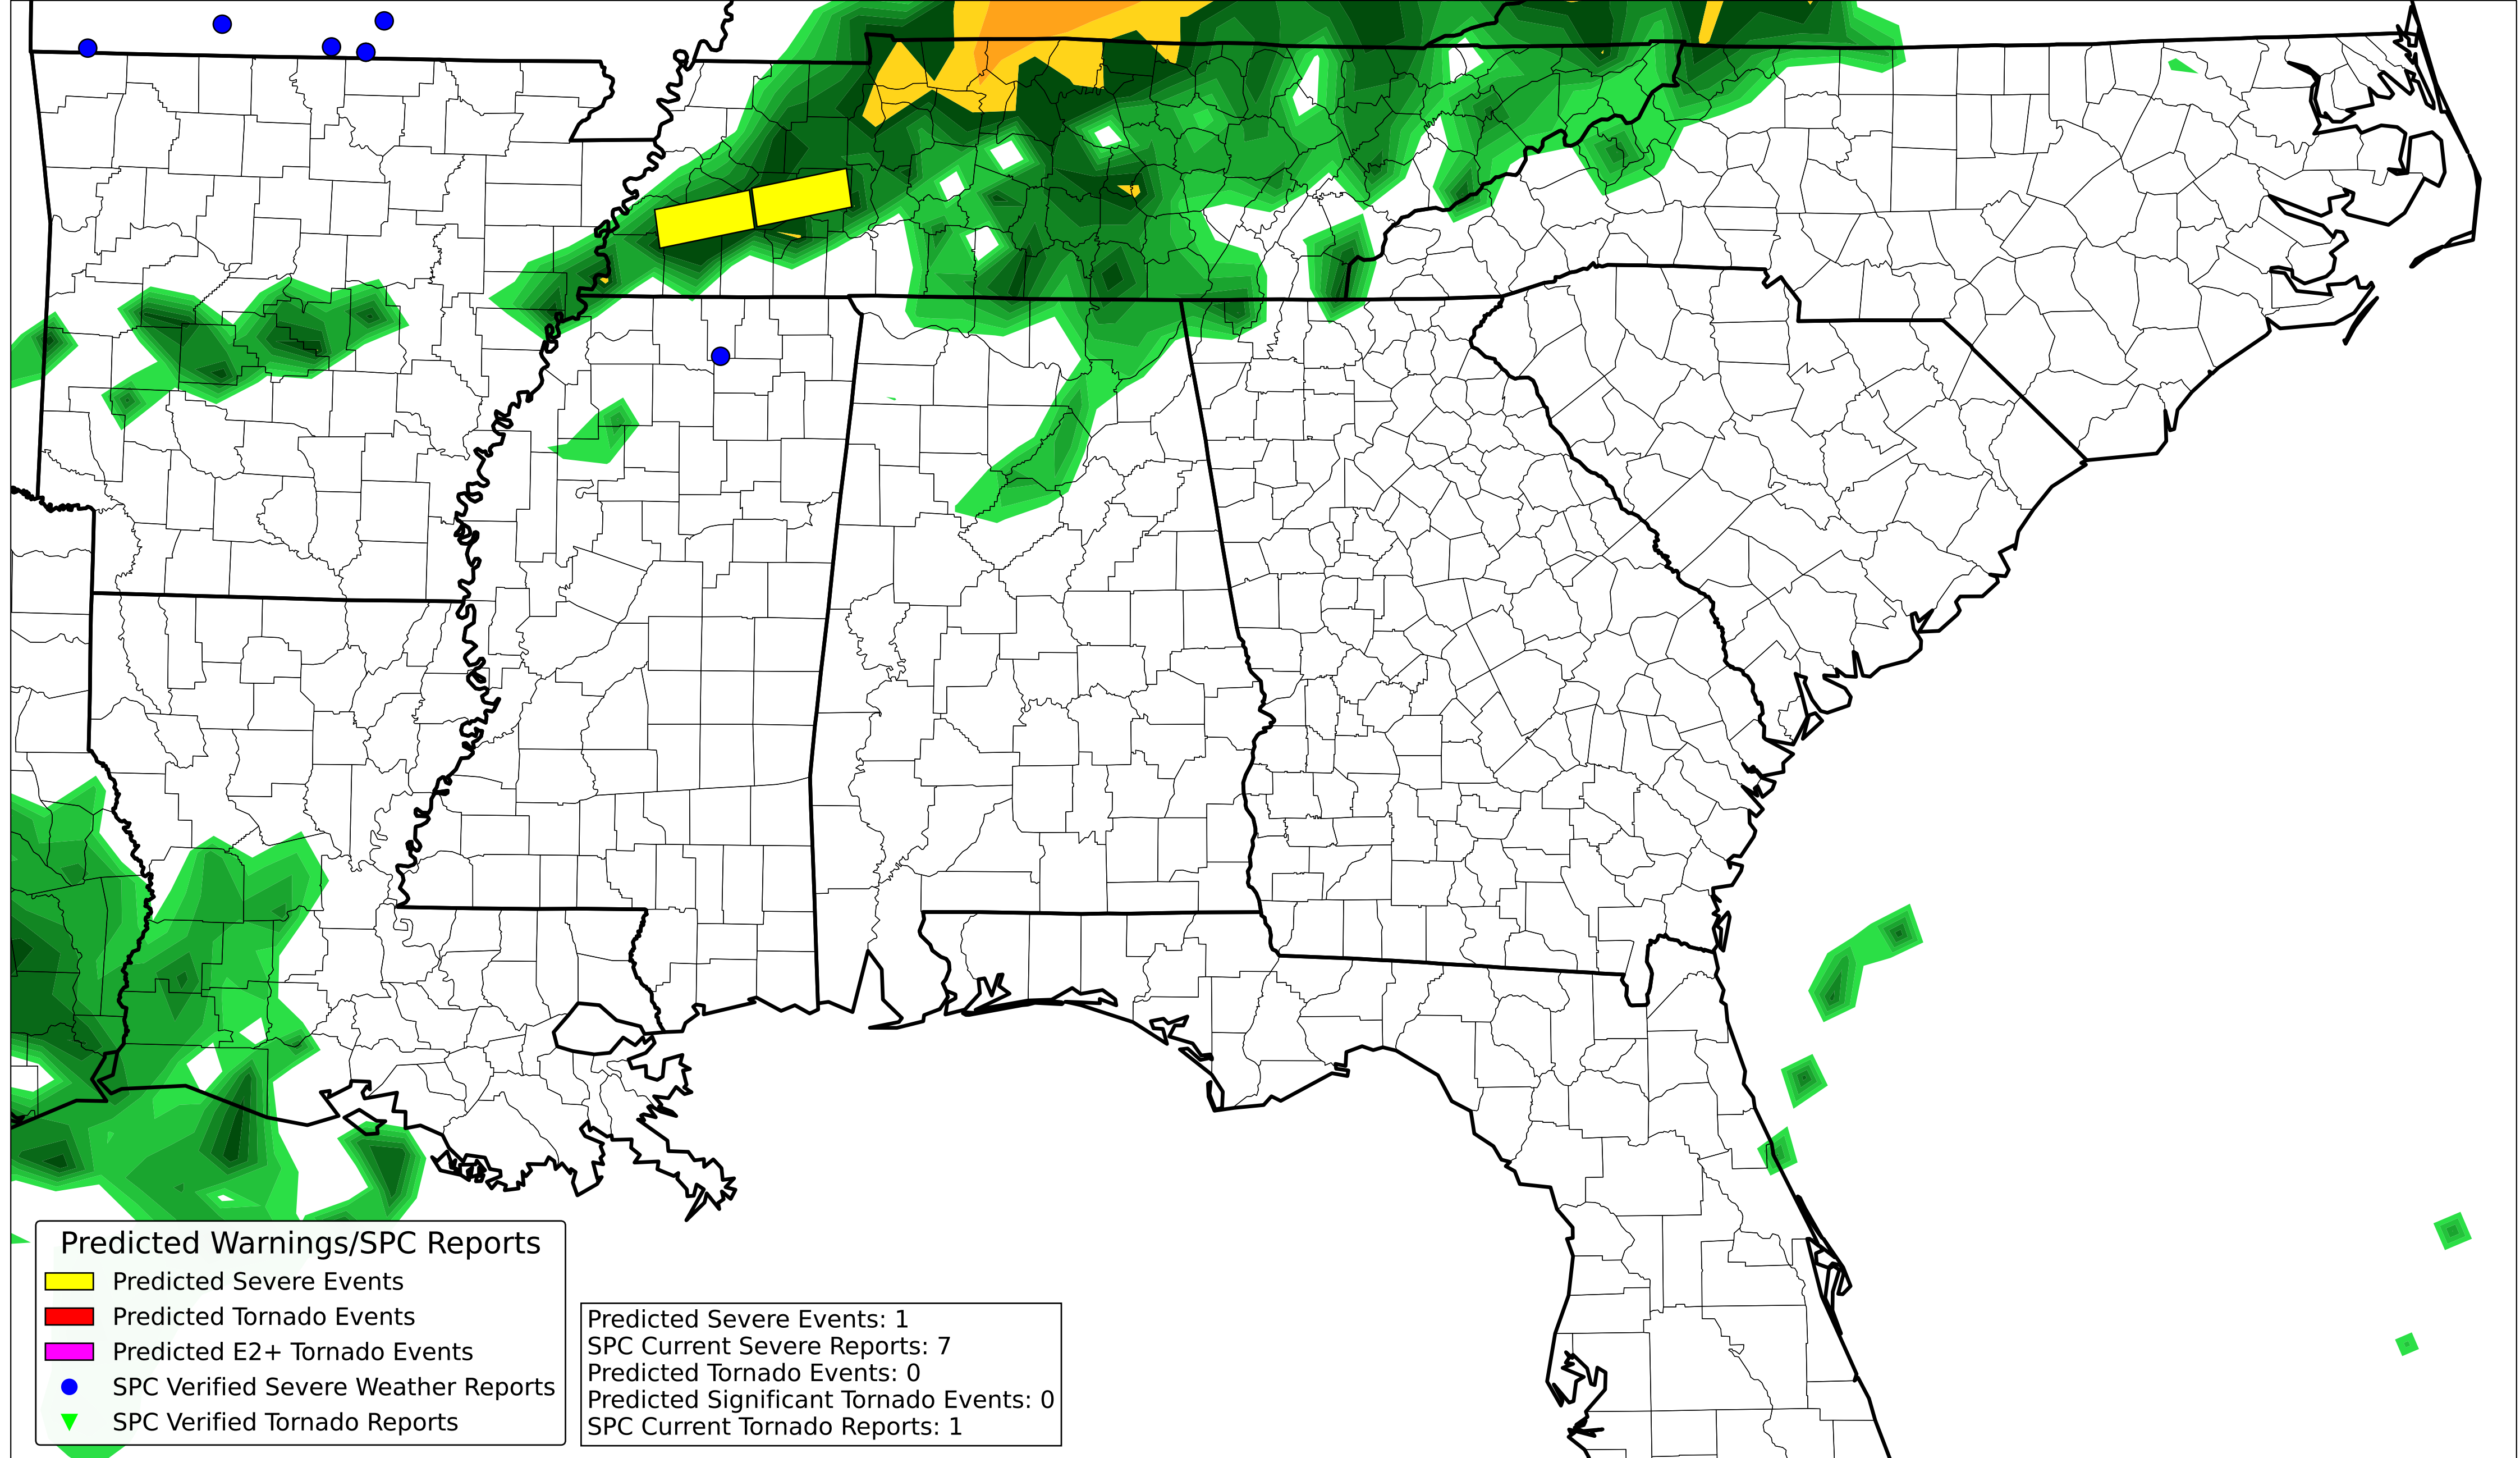 Predicted Warnings/SPC Reports
Predicted Severe Events
Predicted Tornado Events
Predicted E2+ Tornado Events
SPC Verified Severe Weather Reports
SPC Verified Tornado Reports
Predicted Severe Events: 1
SPC Current Severe Reports: 7
Predicted Tornado Events: 0
Predicted Significant Tornado Events: 0
SPC Current Tornado Reports: 1